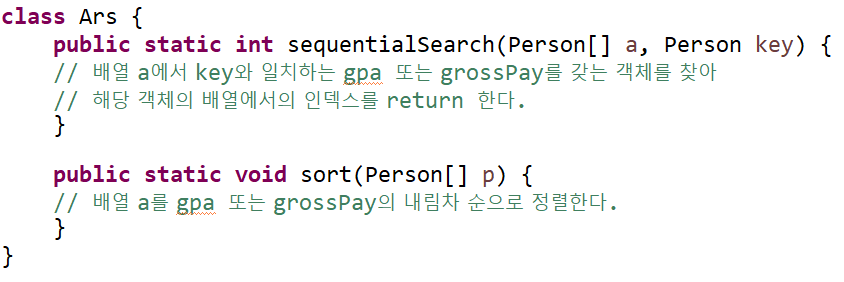 class Ars {
    public static int sequentialSearch(Person[] a, Person key) {
    // 배열 a에서 key와 일치하는 gpa 또는 grossPay를 갖는 객체를 찾아
    // 해당 객체의 배열에서의 인덱스를 return 한다.
    }

    public static void sort(Person[] p) {
    // 배열 a를 gpa 또는 grossPay의 내림차 순으로 정렬한다.
    }
}